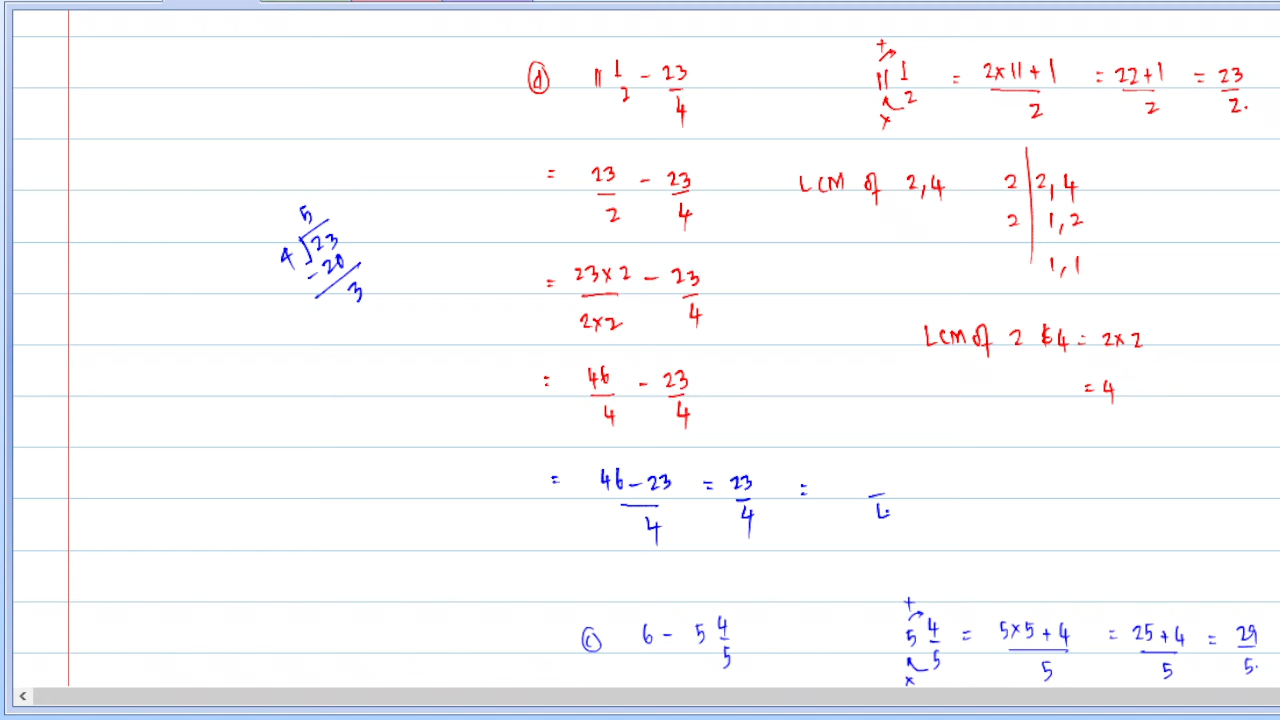 (d) 11 1/2 - 23/4
+ 11 1/2 x = 2x11+1/2 = 22+1/2 = 23/2.
= 23/2 - 23/4
LCM of 2,4
2 | 2,4
2 | 1,2
1,1
5
4 ) 23
-20
3
= 23x2/2x2 - 23/4
LCM of 2 & 4 = 2x2
= 4
= 46/4 - 23/4
= 46-23/4 = 23/4 = /4
(c) 6 - 5 4/5
+ 5 4/5 x = 5x5+4/5 = 25+4/5 = 29/5.